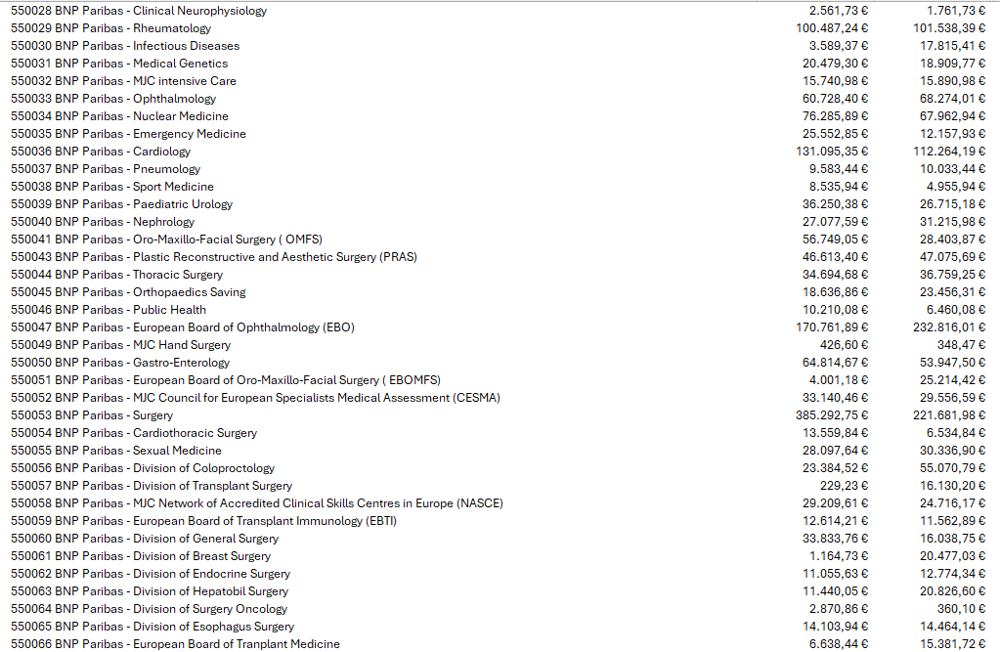 550028 BNP Paribas - Clinical Neurophysiology 2.561,73 € 1.761,73 €
550029 BNP Paribas - Rheumatology 100.487,24 € 101.538,39 €
550030 BNP Paribas - Infectious Diseases 3.589,37 € 17.815,41 €
550031 BNP Paribas - Medical Genetics 20.479,30 € 18.909,77 €
550032 BNP Paribas - MJC intensive Care 15.740,98 € 15.890,98 €
550033 BNP Paribas - Ophthalmology 60.728,40 € 68.274,01 €
550034 BNP Paribas - Nuclear Medicine 76.285,89 € 67.962,94 €
550035 BNP Paribas - Emergency Medicine 25.552,85 € 12.157,93 €
550036 BNP Paribas - Cardiology 131.095,35 € 112.264,19 €
550037 BNP Paribas - Pneumology 9.583,44 € 10.033,44 €
550038 BNP Paribas - Sport Medicine 8.535,94 € 4.955,94 €
550039 BNP Paribas - Paediatric Urology 36.250,38 € 26.715,18 €
550040 BNP Paribas - Nephrology 27.077,59 € 31.215,98 €
550041 BNP Paribas - Oro-Maxillo-Facial Surgery ( OMFS) 56.749,05 € 28.403,87 €
550043 BNP Paribas - Plastic Reconstructive and Aesthetic Surgery (PRAS) 46.613,40 € 47.075,69 €
550044 BNP Paribas - Thoracic Surgery 34.694,68 € 36.759,25 €
550045 BNP Paribas - Orthopaedics Saving 18.636,86 € 23.456,31 €
550046 BNP Paribas - Public Health 10.210,08 € 6.460,08 €
550047 BNP Paribas - European Board of Ophthalmology (EBO) 170.761,89 € 232.816,01 €
550049 BNP Paribas - MJC Hand Surgery 426,60 € 348,47 €
550050 BNP Paribas - Gastro-Enterology 64.814,67 € 53.947,50 €
550051 BNP Paribas - European Board of Oro-Maxillo-Facial Surgery ( EBOMFS) 4.001,18 € 25.214,42 €
550052 BNP Paribas - MJC Council for European Specialists Medical Assessment (CESMA) 33.140,46 € 29.556,59 €
550053 BNP Paribas - Surgery 385.292,75 € 221.681,98 €
550054 BNP Paribas - Cardiothoracic Surgery 13.559,84 € 6.534,84 €
550055 BNP Paribas - Sexual Medicine 28.097,64 € 30.336,90 €
550056 BNP Paribas - Division of Coloproctology 23.384,52 € 55.070,79 €
550057 BNP Paribas - Division of Transplant Surgery 229,23 € 16.130,20 €
550058 BNP Paribas - MJC Network of Accredited Clinical Skills Centres in Europe (NASCE) 29.209,61 € 24.716,17 €
550059 BNP Paribas - European Board of Transplant Immunology (EBTI) 12.614,21 € 11.562,89 €
550060 BNP Paribas - Division of General Surgery 33.833,76 € 16.038,75 €
550061 BNP Paribas - Division of Breast Surgery 1.164,73 € 20.477,03 €
550062 BNP Paribas - Division of Endocrine Surgery 11.055,63 € 12.774,34 €
550063 BNP Paribas - Division of Hepatobil Surgery 11.440,05 € 20.826,60 €
550064 BNP Paribas - Division of Surgery Oncology 2.870,86 € 360,10 €
550065 BNP Paribas - Division of Esophagus Surgery 14.103,94 € 14.464,14 €
550066 BNP Paribas - European Board of Tranplant Medicine 6.638,44 € 15.381,72 €